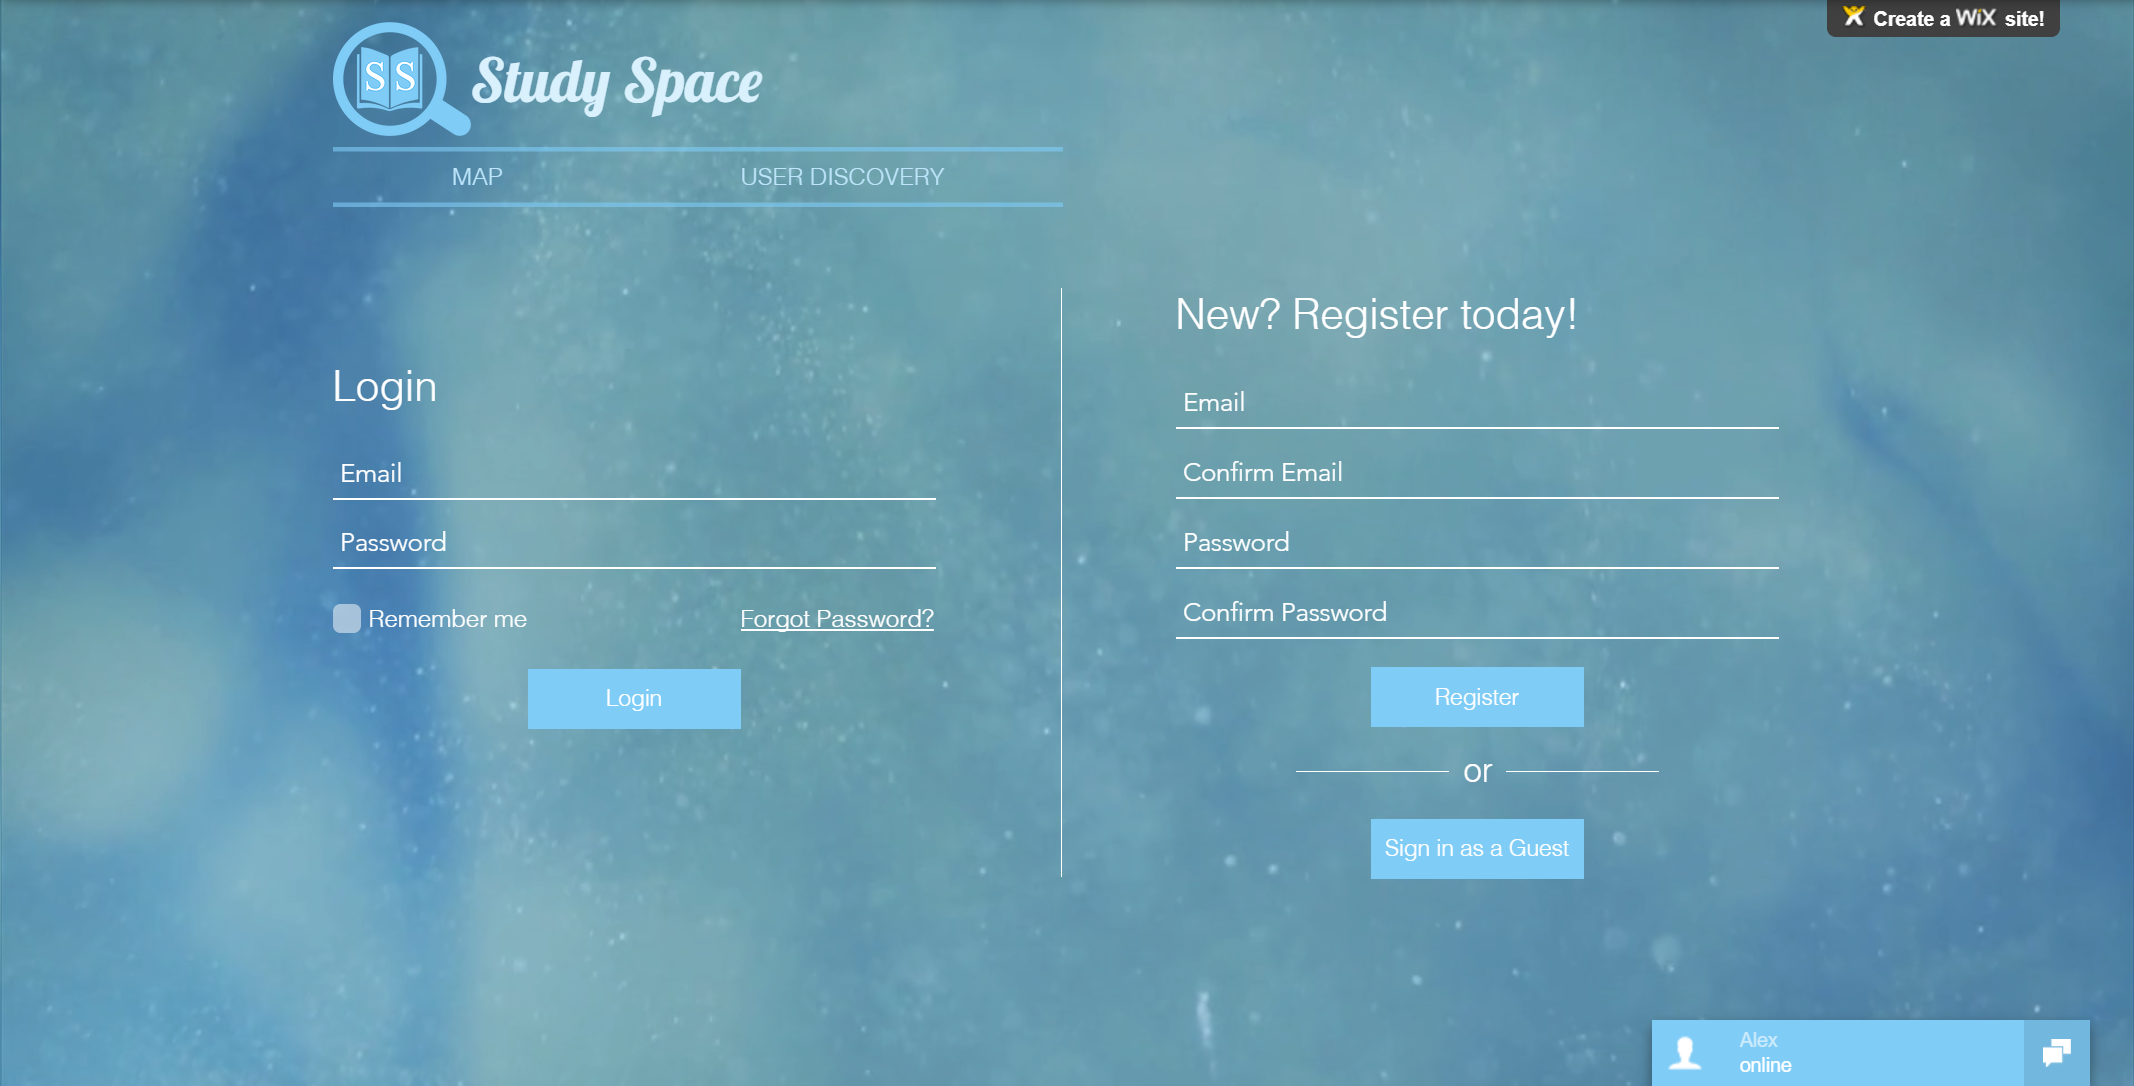 Create a WiX site!
SS
Study Space
MAP
USER DISCOVERY
Login
Email
Password
Remember me
Forgot Password?
Login
New? Register today!
Email
Confirm Email
Password
Confirm Password
Register
or
Sign in as a Guest
Alex
online